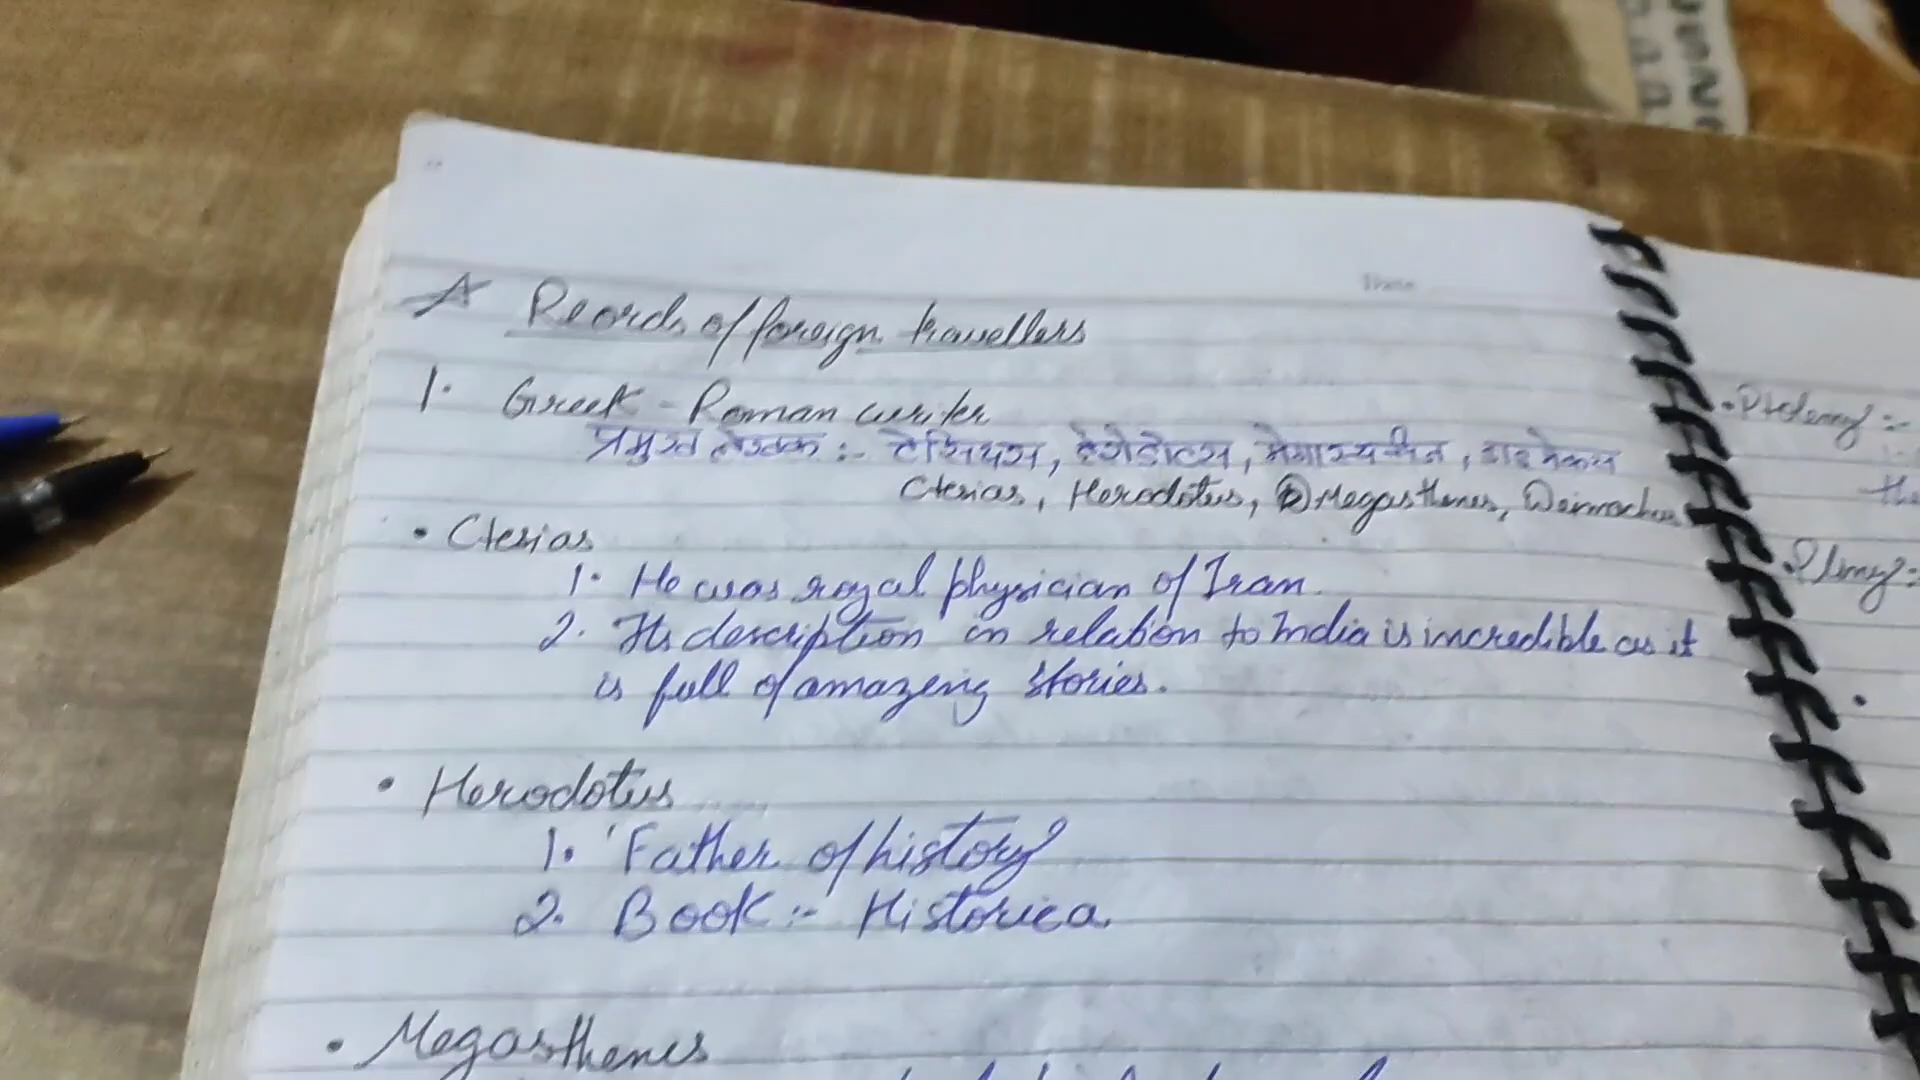 A Records of foreign travellers
1. Greek-Roman writer
प्रमुख लेखक :- टेसियस, हेरोडोटस, मेगास्थनीज, डाइमेकस
Ctesias, Herodotus, Megasthenes, Deimachus
• Ctesias
1. He was royal physician of Iran.
2. Its description in relation to India is incredible as it
is full of amazing stories.
• Herodotus
1. 'Father of history'
2. Book :- Historica
• Megasthenes
• Ptolemy :-
• Pliny :-